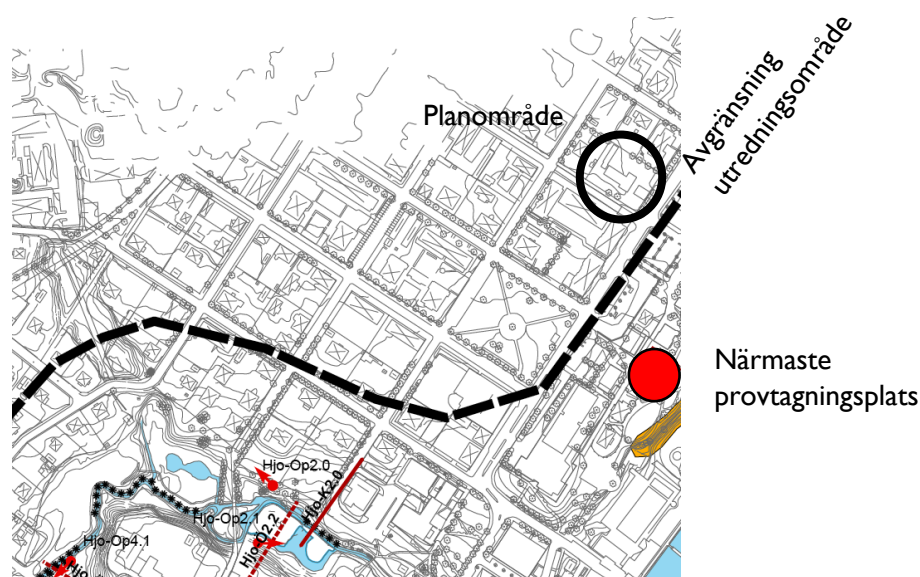 Planområde
Avgränsning
utredningsområde
Närmaste
provtagningsplats
Hjo-Op2.0
Hjo-K2.0
Hjo-Op2.1
Hjo-D2.2
Hjo-Op4.1